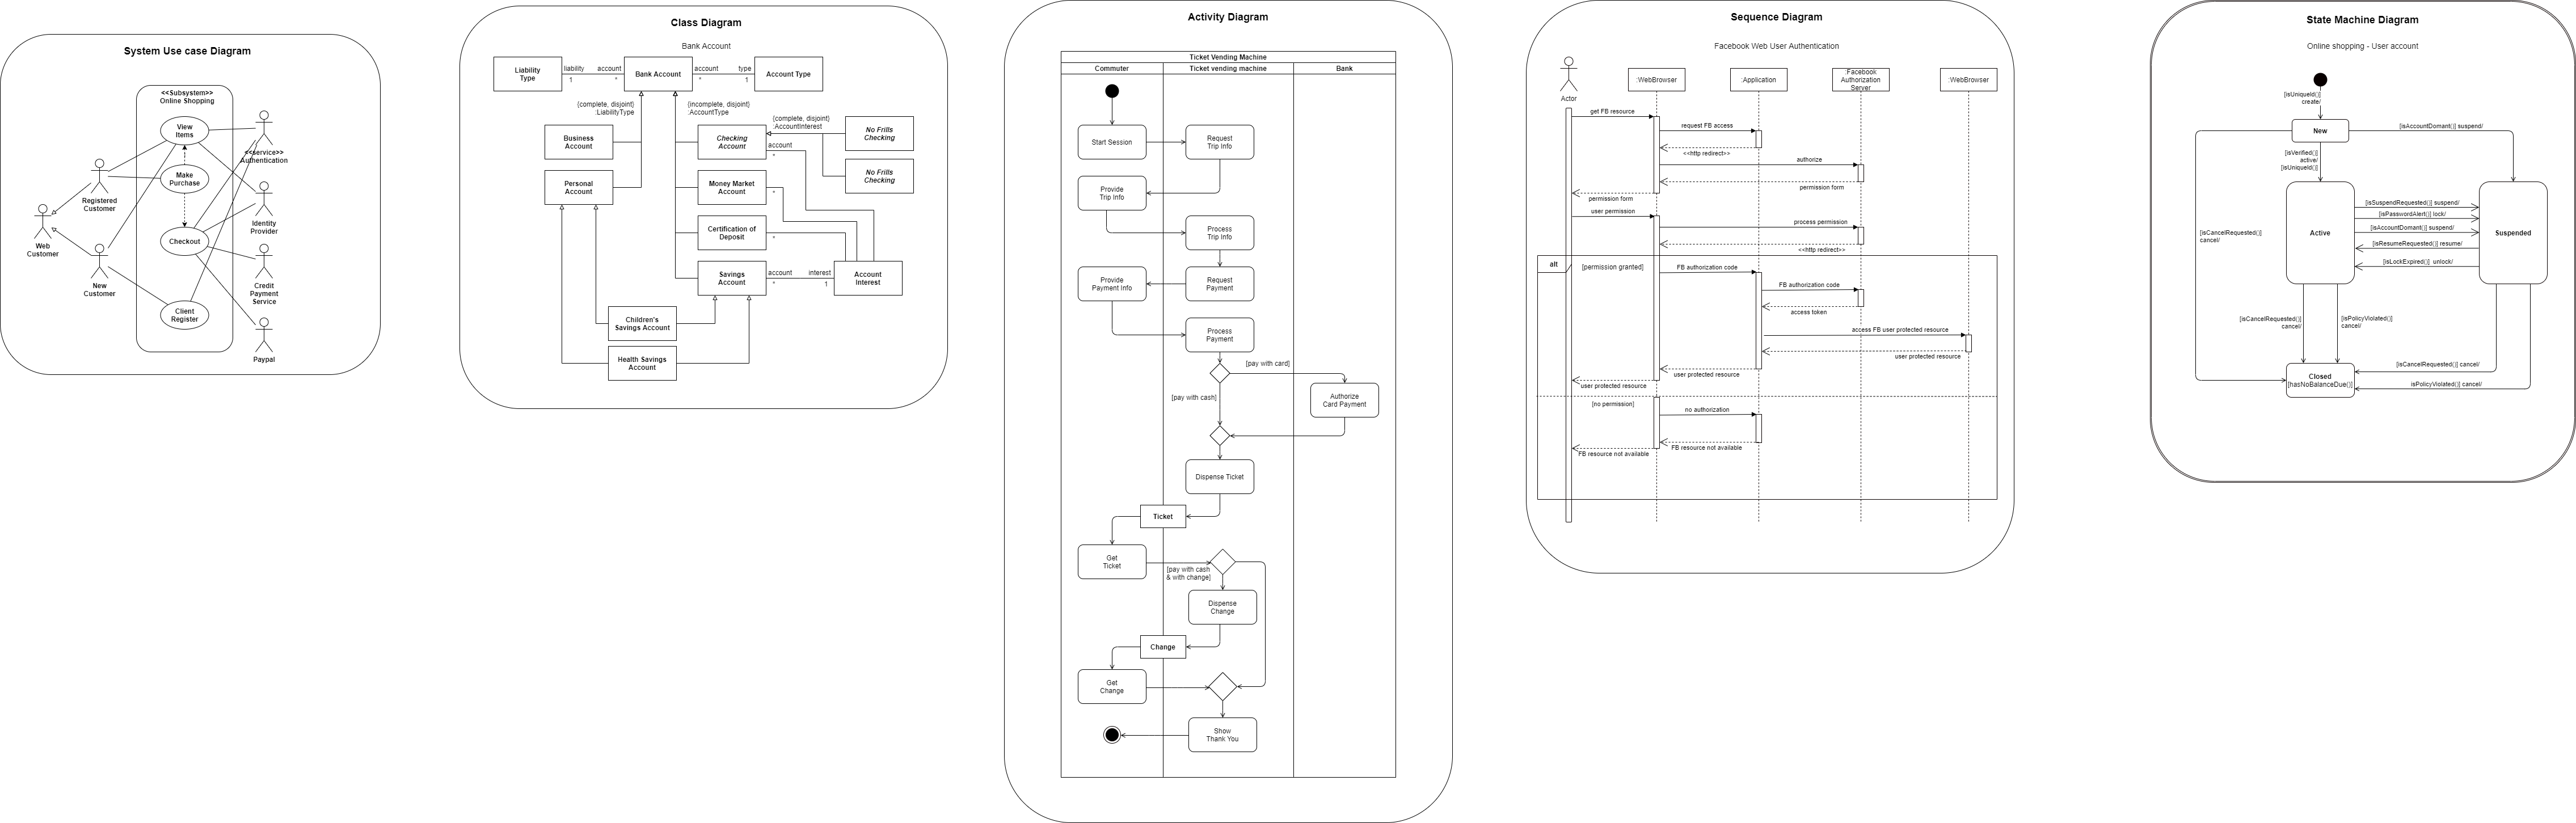 System Use case Diagram
<<Subsystem>>
Online Shopping
View
Items
Make
Purchase
Checkout
Client
Register
Registered
Customer
Web
Customer
New
Customer
<<service>>
Authentication
Identity
Provider
Credit
Payment
Service
Paypal
Class Diagram
Bank Account
Liability
Type
liability
1
account
*
Bank Account
account
*
type
1
Account Type
{complete, disjoint}
:LiabilityType
{incomplete, disjoint}
:AccountType
{complete, disjoint}
:AccountInterest
Business
Account
Checking
Account
account
*
No Frills
Checking
No Frills
Checking
Personal
Account
Money Market
Account
*
Certification of
Deposit
*
Savings
Account
account
*
interest
1
Account
Interest
Children's
Savings Account
Health Savings
Account
Activity Diagram
Ticket Vending Machine
Commuter
Ticket vending machine
Bank
Start Session
Request
Trip Info
Provide
Trip Info
Process
Trip Info
Provide
Payment Info
Request
Payment
Process
Payment
[pay with card]
[pay with cash]
Authorize
Card Payment
Dispense Ticket
Ticket
Get
Ticket
[pay with cash
& with change]
Dispense
Change
Change
Get
Change
Show
Thank You
Sequence Diagram
Facebook Web User Authentication
Actor
:WebBrowser
:Application
:Facebook
Authorization
Server
:WebBrowser
get FB resource
request FB access
<<http redirect>>
authorize
permission form
permission form
user permission
process permission
<<http redirect>>
alt
[permission granted]
FB authorization code
FB authorization code
access token
access FB user protected resource
user protected resource
user protected resource
user protected resource
[no permission]
no authorization
FB resource not available
FB resource not available
State Machine Diagram
Online shopping - User account
[isUniqueId()]
create/
New
[isAccountDomant()] suspend/
[isVerified()]
active/
[isUniqueId()]
[isCancelRequested()]
cancel/
Active
[isSuspendRequested()] suspend/
[isPasswordAlert()] lock/
[isAccountDomant()] suspend/
[isResumeRequested()] resume/
[isLockExpired()] unlock/
Suspended
[isCancelRequested()]
cancel/
[isPolicyViolated()]
cancel/
[isCancelRequested()] cancel/
isPolicyViolated()] cancel/
Closed
[hasNoBalanceDue()]